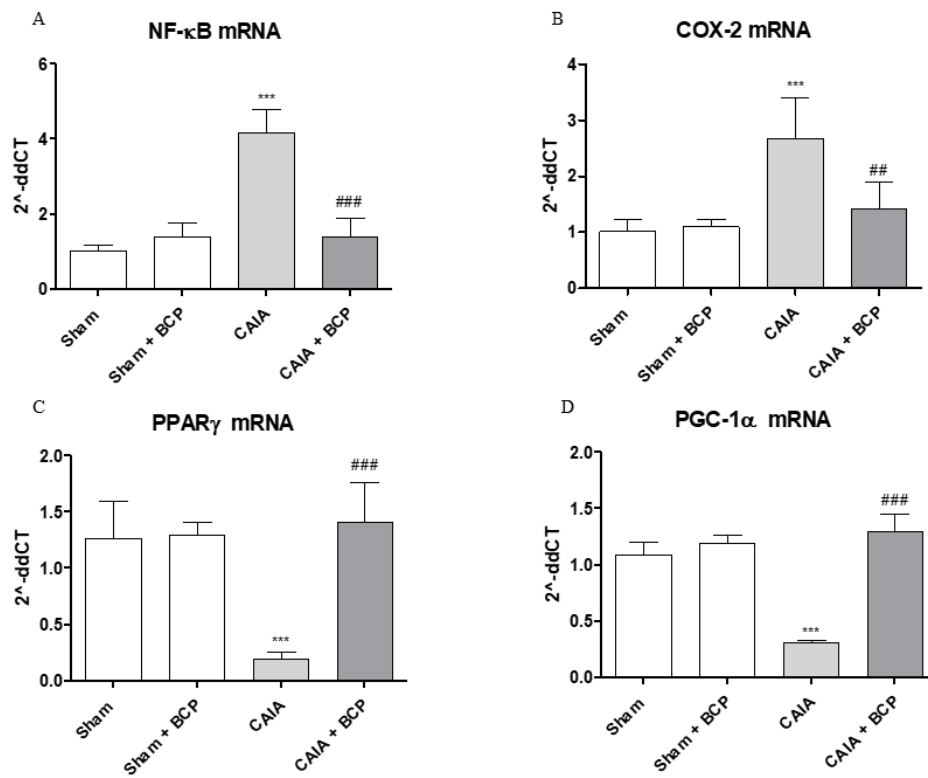 A
NF-κB mRNA
2^-ddCT
6
4
2
0
***
###
Sham
Sham + BCP
CAIA
CAIA + BCP
B
COX-2 mRNA
2^-ddCT
4
3
2
1
0
***
##
Sham
Sham + BCP
CAIA
CAIA + BCP
C
PPARγ mRNA
2^-ddCT
2.0
1.5
1.0
0.5
0.0
***
###
Sham
Sham + BCP
CAIA
CAIA + BCP
D
PGC-1α mRNA
2^-ddCT
2.0
1.5
1.0
0.5
0.0
***
###
Sham
Sham + BCP
CAIA
CAIA + BCP